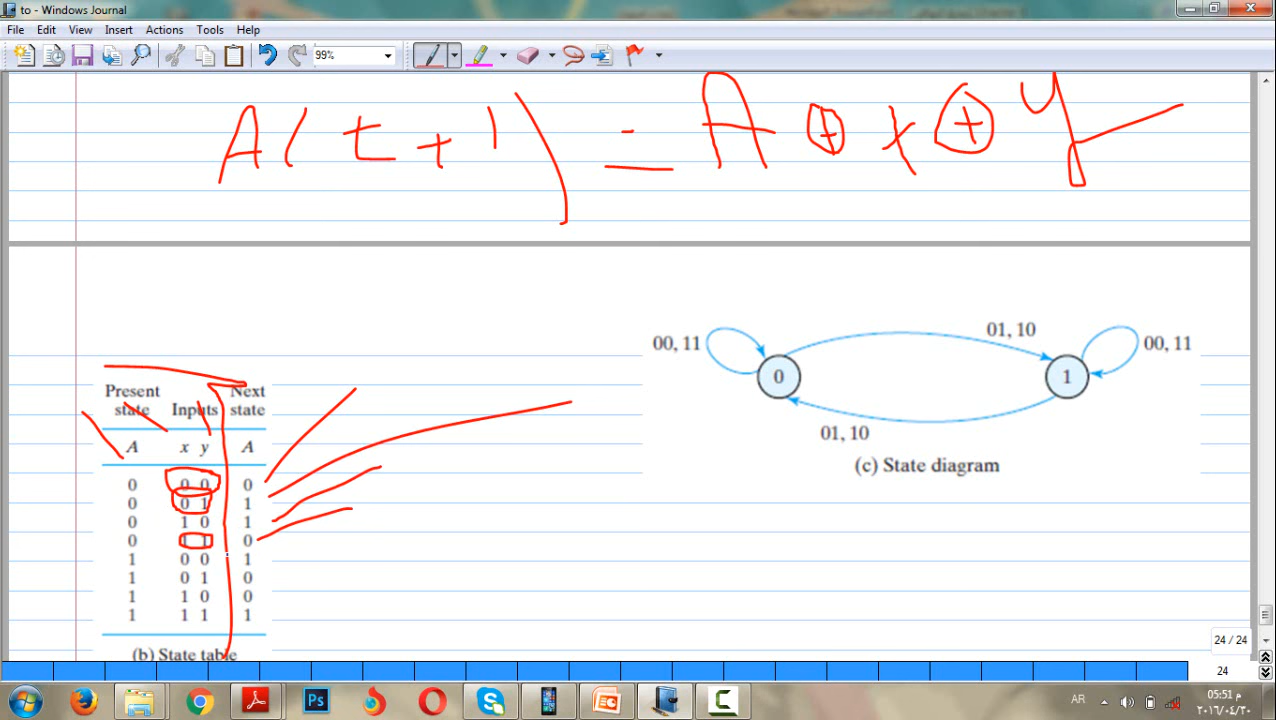 to - Windows Journal
File Edit View Insert Actions Tools Help
99%
A(t+1) = A ⊕ x ⊕ y
Present state Inputs Next state
A x y A
0 0 0 0
0 0 1 1
0 1 0 1
0 1 1 0
1 0 0 1
1 0 1 0
1 1 0 0
1 1 1 1
(b) State table
00, 11
01, 10
00, 11
0
1
01, 10
(c) State diagram
24 / 24
24
Ps
AR
05:51 م
٢٠١٦/٠٤/٣٠